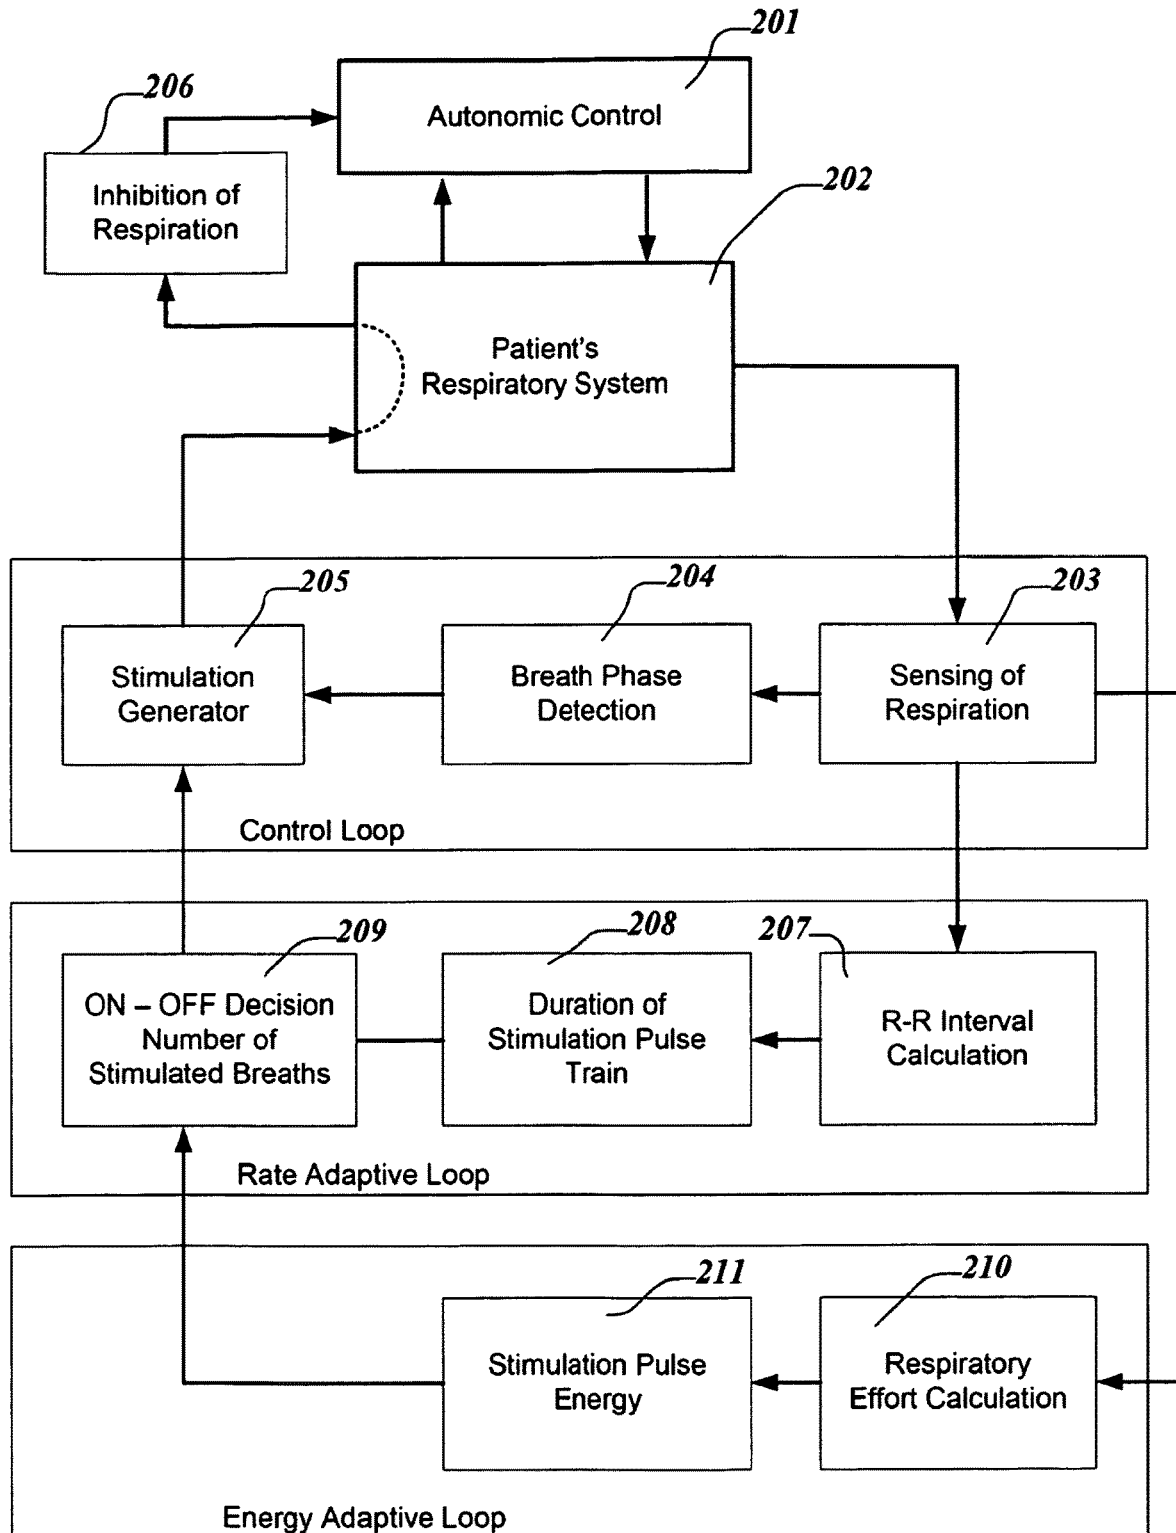 201
206
Autonomic Control
202
Inhibition of
Respiration
Patient's
Respiratory System
205
204
203
Stimulation
Generator
Breath Phase
Detection
Sensing of
Respiration
Control Loop
209
208
207
ON – OFF Decision
Number of
Stimulated Breaths
Duration of
Stimulation Pulse
Train
R-R Interval
Calculation
Rate Adaptive Loop
211
210
Stimulation Pulse
Energy
Respiratory
Effort Calculation
Energy Adaptive Loop